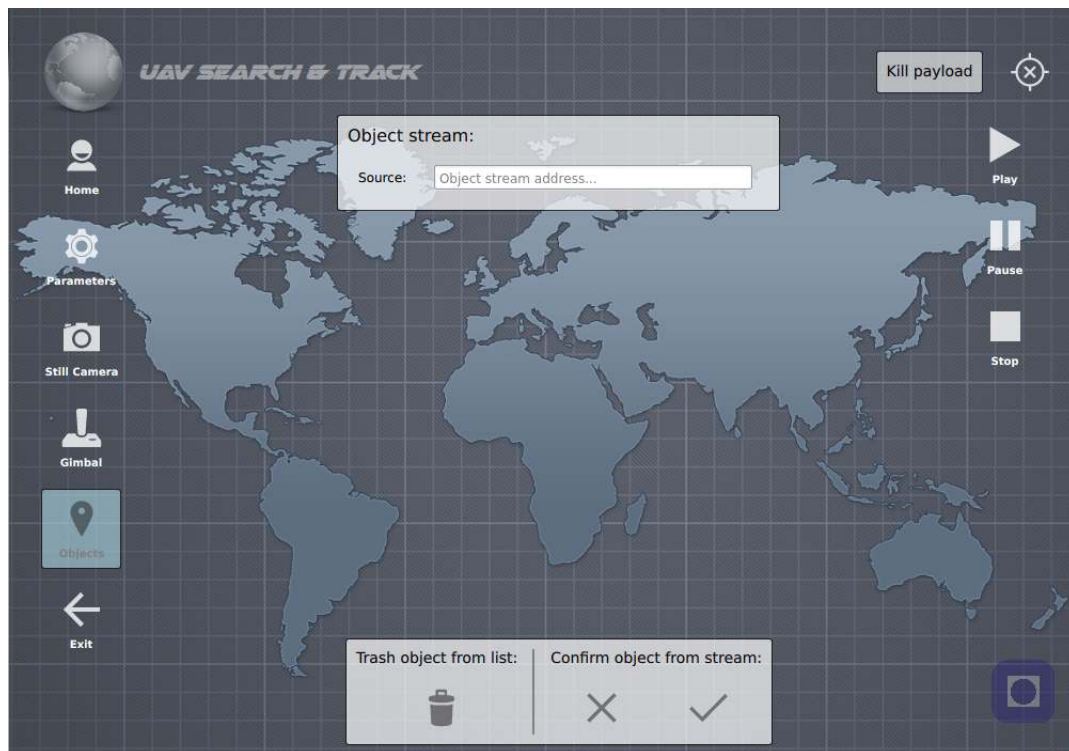 UAV SEARCH & TRACK
Kill payload
Object stream:
Source: Object stream address...
Home
Parameters
Still Camera
Gimbal
Objects
Exit
Play
Pause
Stop
Trash object from list:
Confirm object from stream: